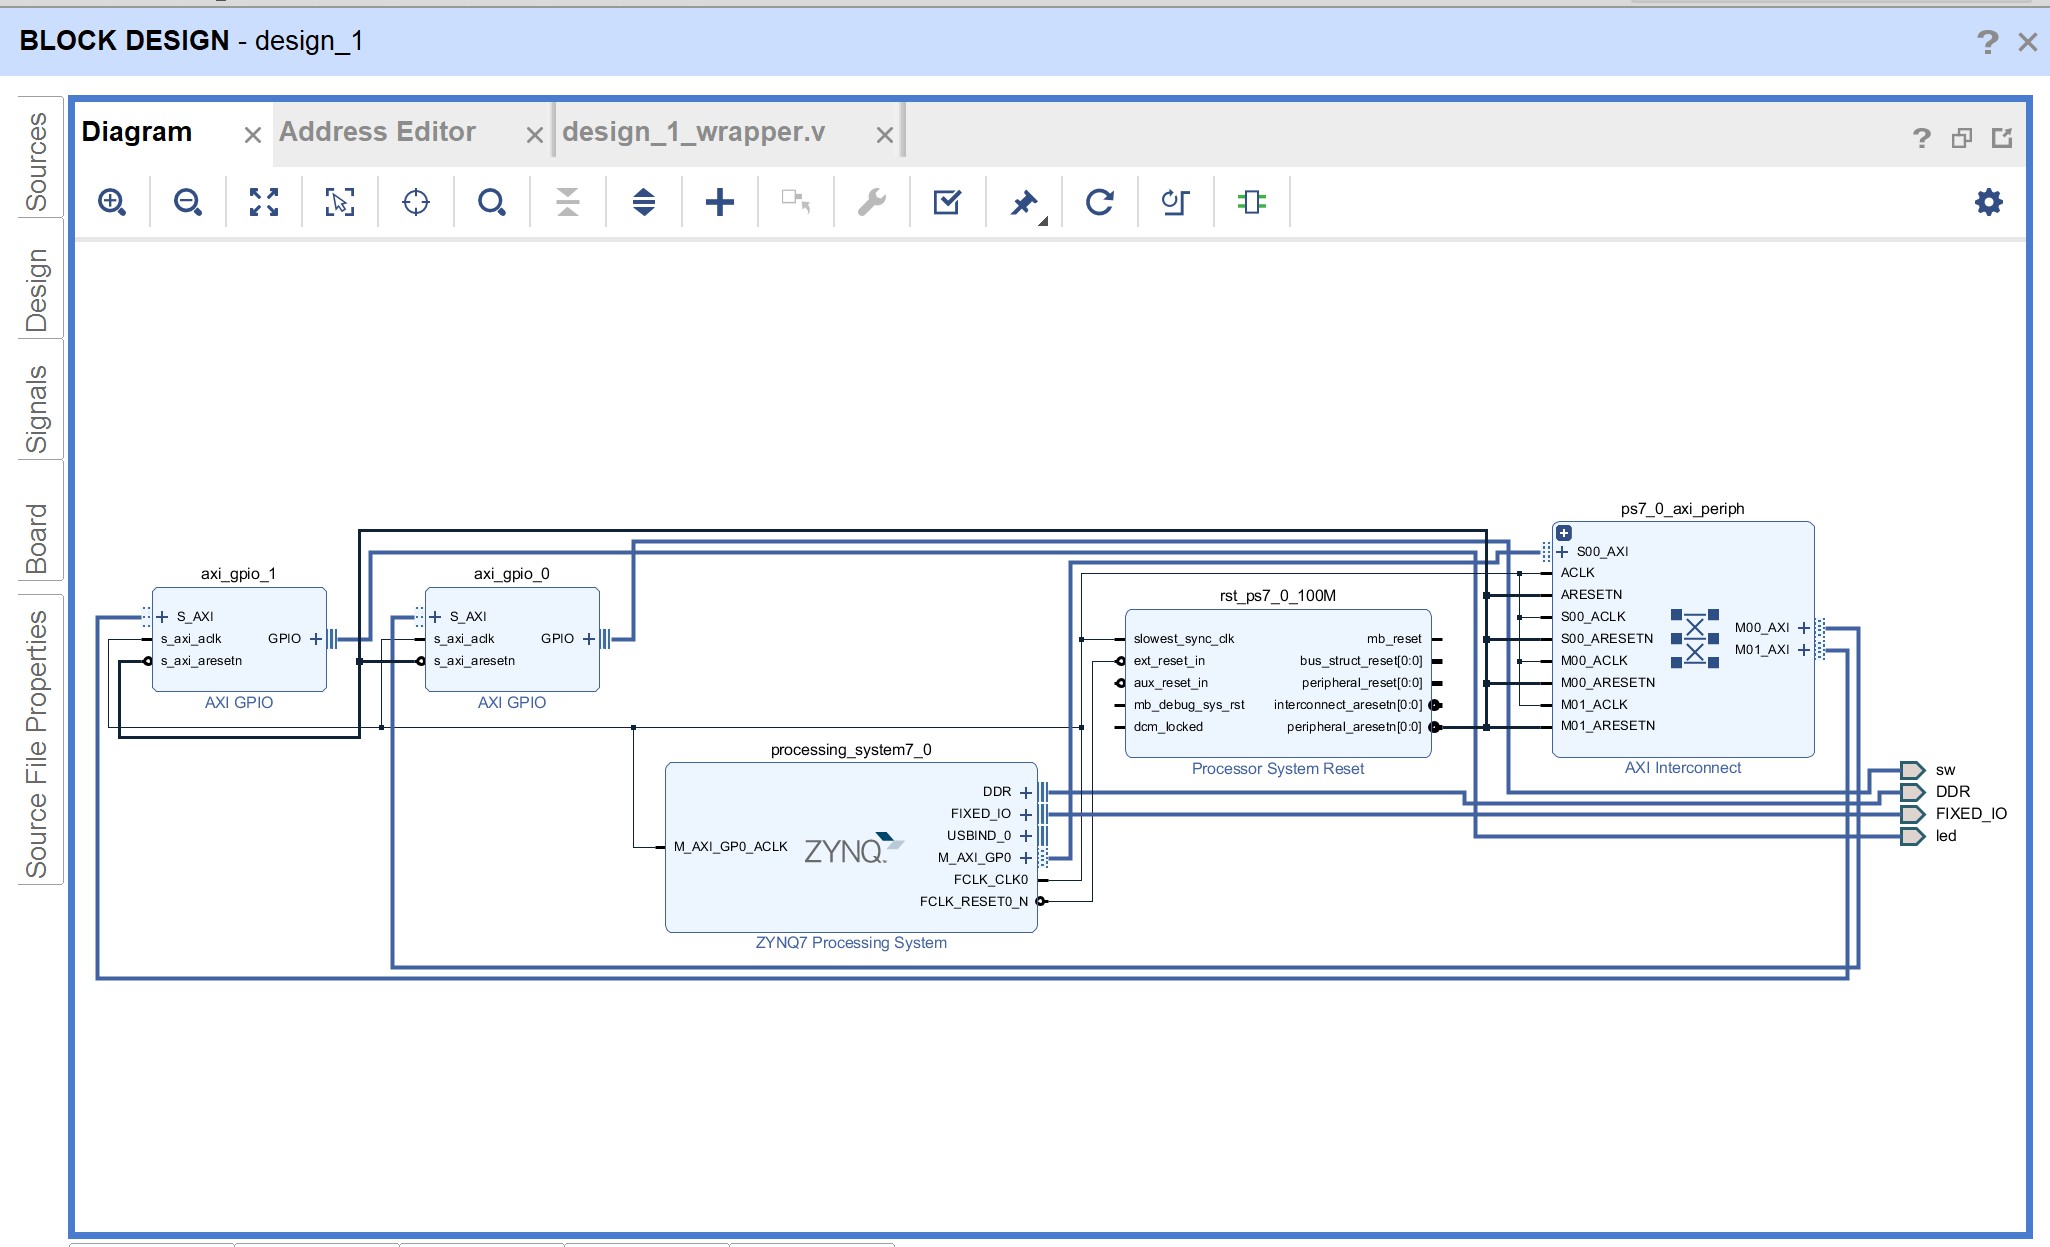 BLOCK DESIGN - design_1
Sources
Design
Signals
Board
Source File Properties
Diagram
Address Editor
design_1_wrapper.v
axi_gpio_1
S_AXI
s_axi_aclk
s_axi_aresetn
GPIO
AXI GPIO
axi_gpio_0
S_AXI
s_axi_aclk
s_axi_aresetn
GPIO
AXI GPIO
processing_system7_0
M_AXI_GP0_ACLK
ZYNQ
DDR
FIXED_IO
USBIND_0
M_AXI_GP0
FCLK_CLK0
FCLK_RESET0_N
ZYNQ7 Processing System
rst_ps7_0_100M
slowest_sync_clk
ext_reset_in
aux_reset_in
mb_debug_sys_rst
dcm_locked
mb_reset
bus_struct_reset[0:0]
peripheral_reset[0:0]
interconnect_aresetn[0:0]
peripheral_aresetn[0:0]
Processor System Reset
ps7_0_axi_periph
S00_AXI
ACLK
ARESETN
S00_ACLK
S00_ARESETN
M00_ACLK
M00_ARESETN
M01_ACLK
M01_ARESETN
M00_AXI
M01_AXI
AXI Interconnect
sw
DDR
FIXED_IO
led